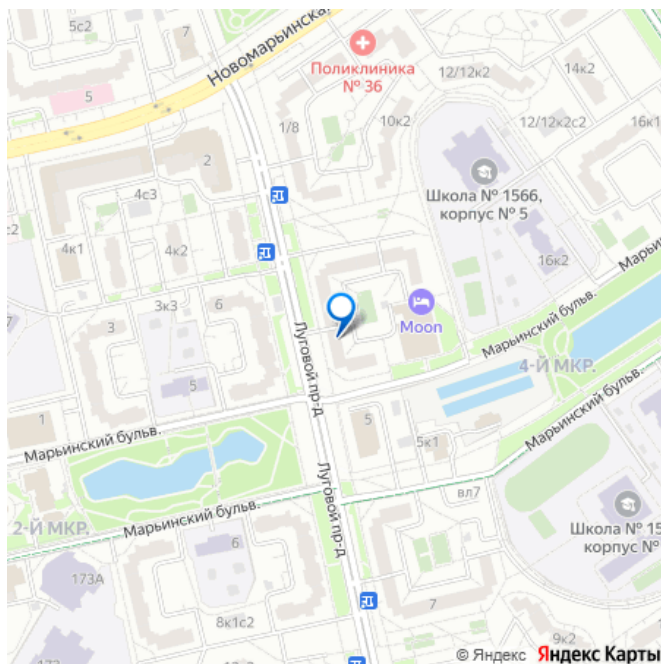 5с2
7
Новомарьинская
Поликлиника
№ 36
14к2
12/12к2
5
1/8
10к2
12/12к2с2
16к1
2
Школа № 1566,
корпус № 5
4с3
с2
4к1
4к2
16к2
3к3
6
3
Moon
Луговой пр-д
Марьинский бульв.
4-Й МКР.
5
1
5
Марьинский бульв.
5к1
Марьинский бульв.
Луговой пр-д
вл7
2-Й МКР.
Марьинский бульв.
Школа № 15
корпус №
6
173А
7
8к1с2
9к2
© Яндекс Яндекс Карты